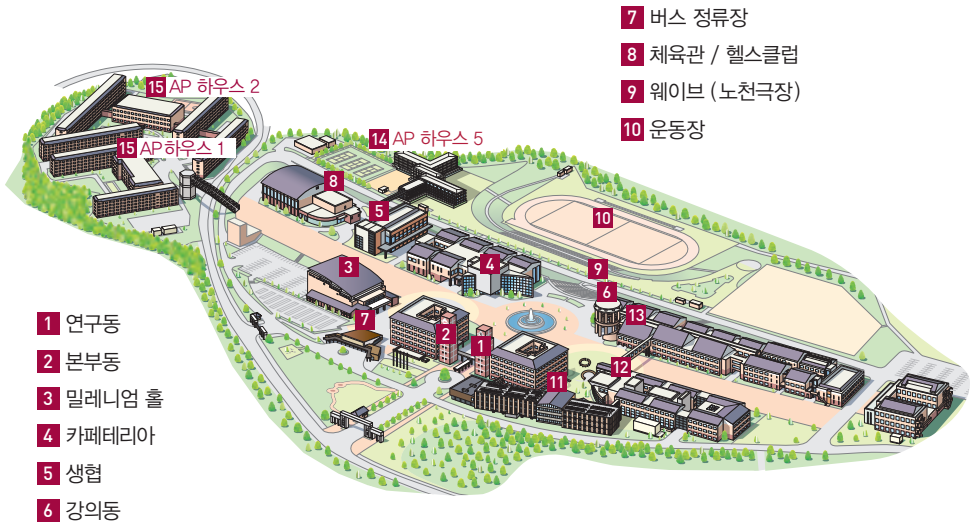 7 버스 정류장
8 체육관 / 헬스클럽
9 웨이브 (노천극장)
10 운동장
15 AP 하우스 2
15 AP하우스 1
14 AP 하우스 5
8
5
10
4
9
3
6
13
7
2
1
12
11
1 연구동
2 본부동
3 밀레니엄 홀
4 카페테리아
5 생협
6 강의동